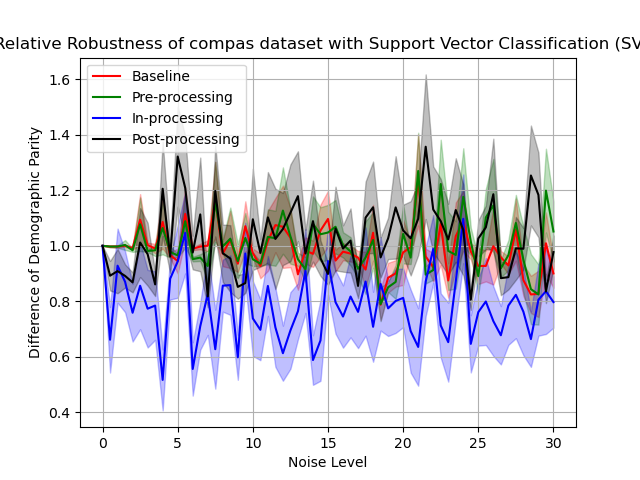 Relative Robustness of compas dataset with Support Vector Classification (SV
Baseline
Pre-processing
In-processing
Post-processing
Difference of Demographic Parity
1.6
1.4
1.2
1.0
0.8
0.6
0.4
0
5
10
15
20
25
30
Noise Level